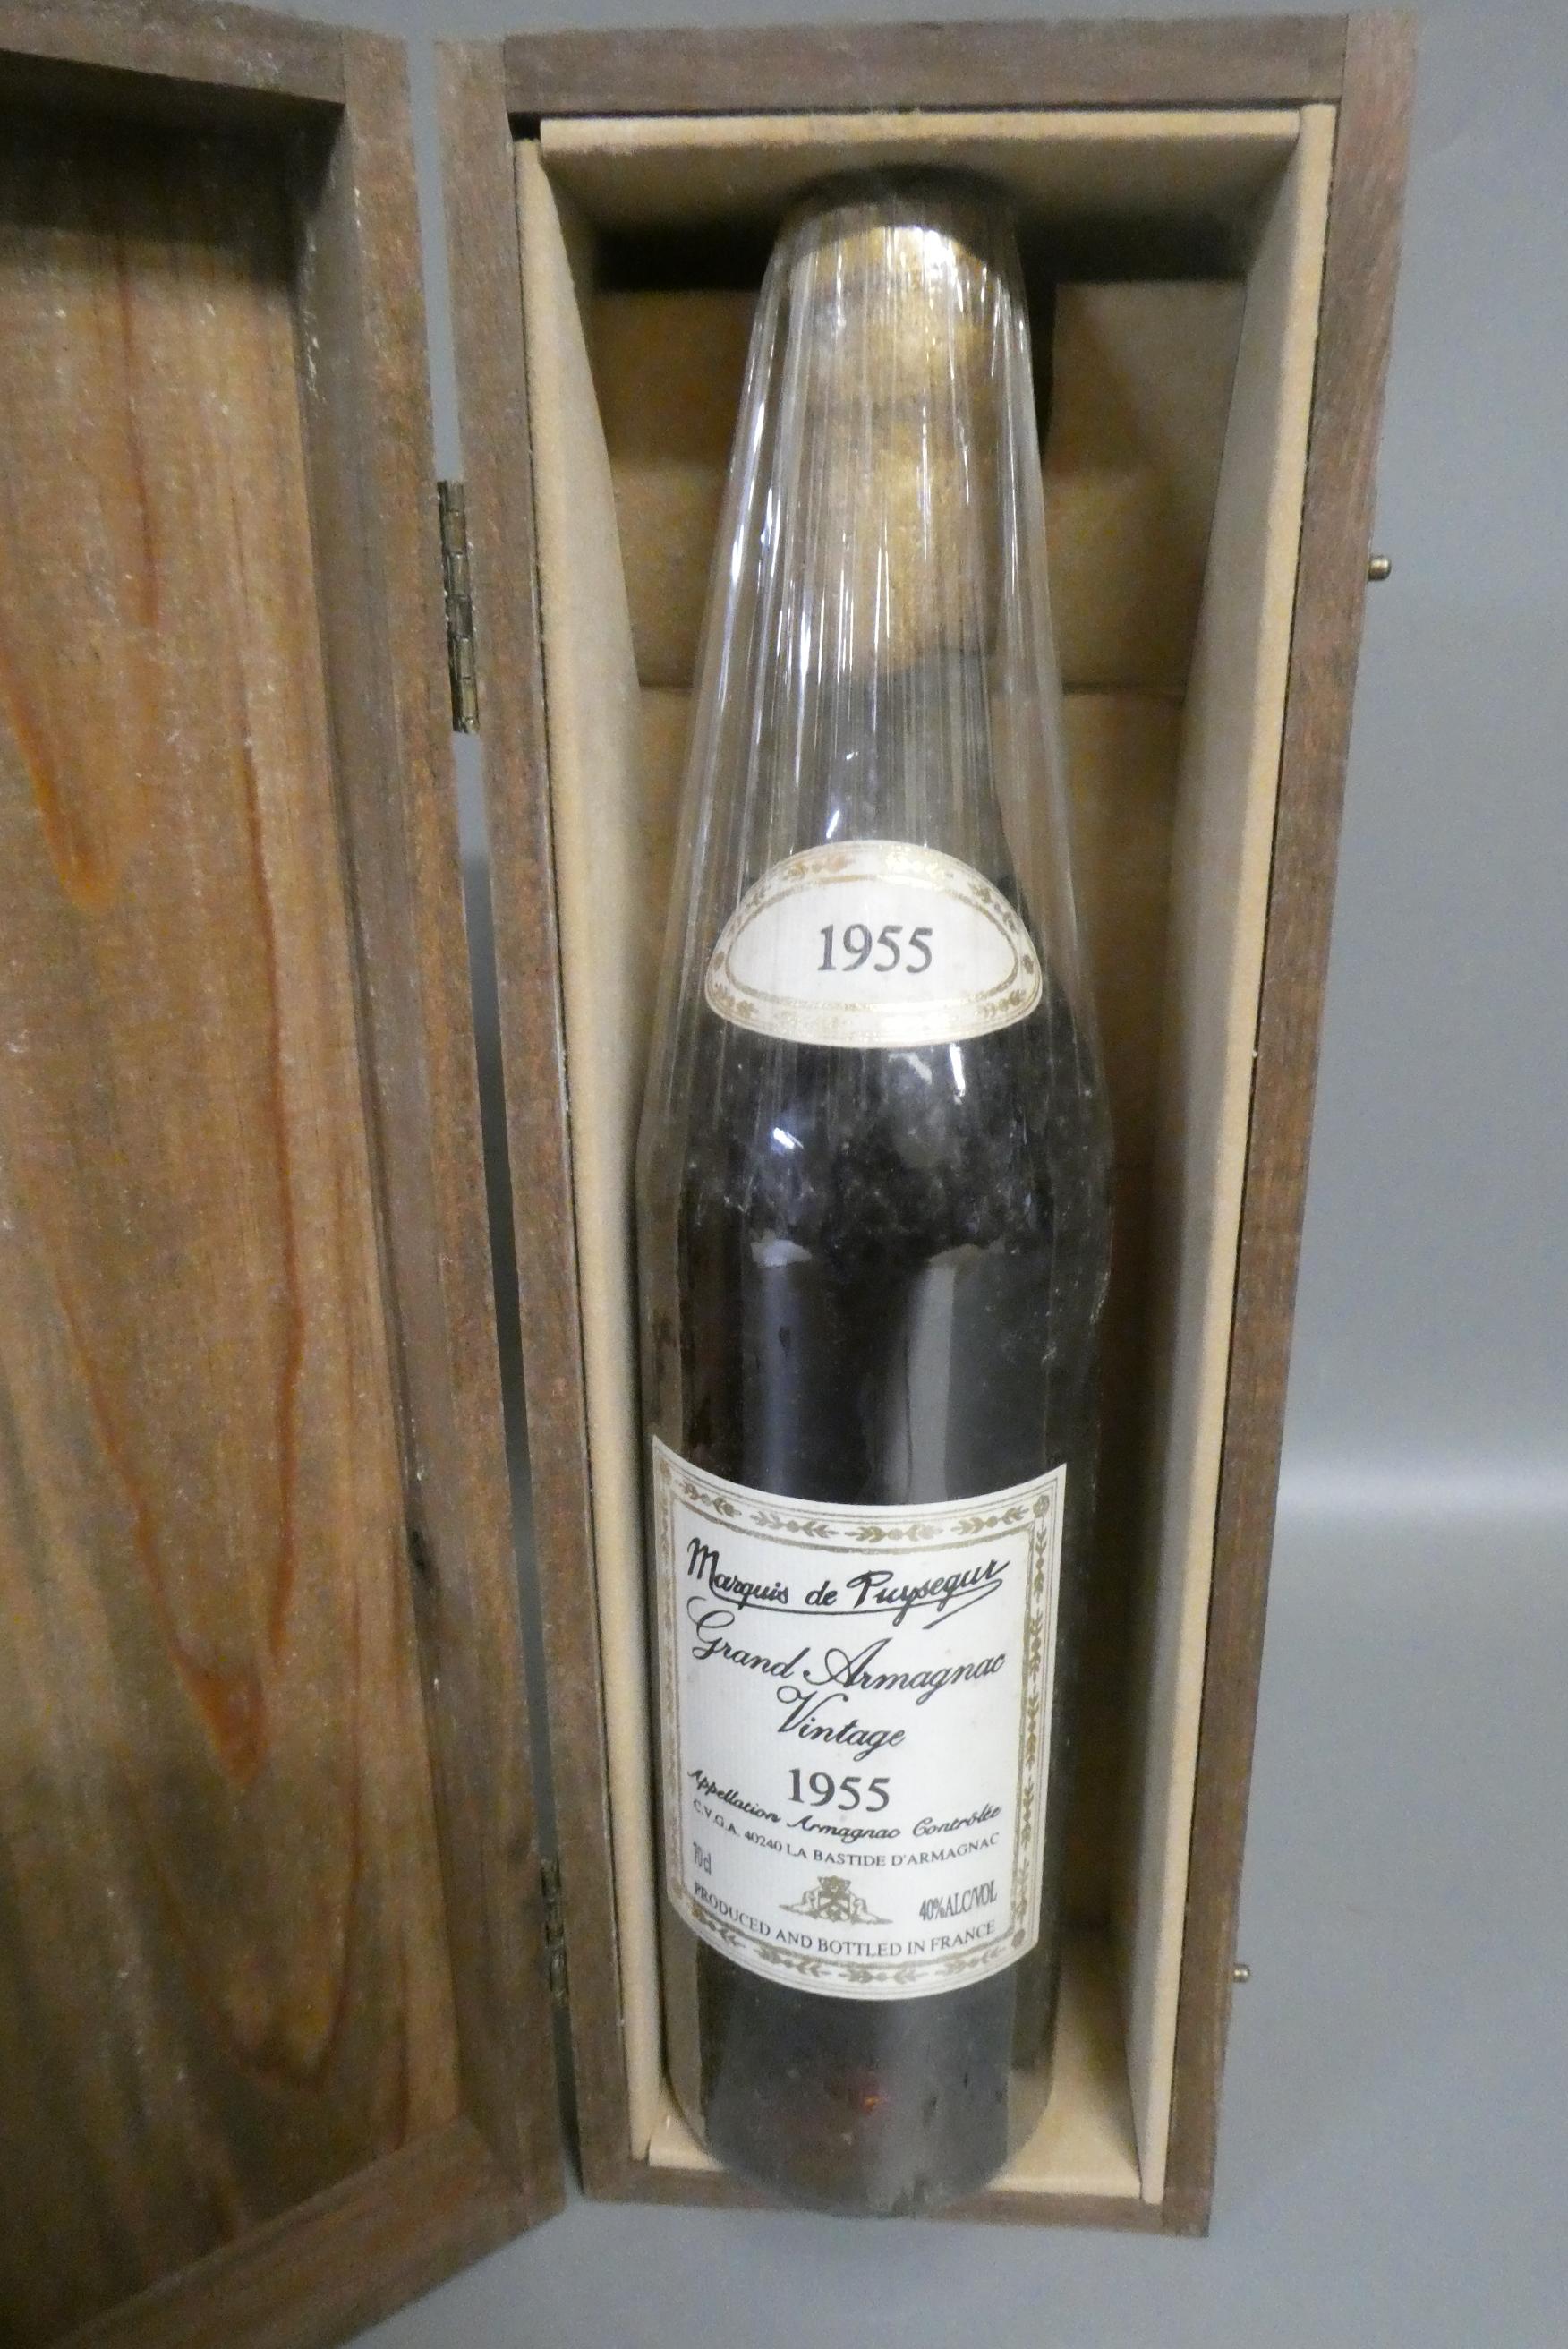 1955
Marquis de Puysegur
Grand Armagnac
Vintage
1955
Appellation Armagnac Contrôlée
C.V.G.A. 40240 LA BASTIDE D'ARMAGNAC
70cl
40%ALC/VOL
PRODUCED AND BOTTLED IN FRANCE